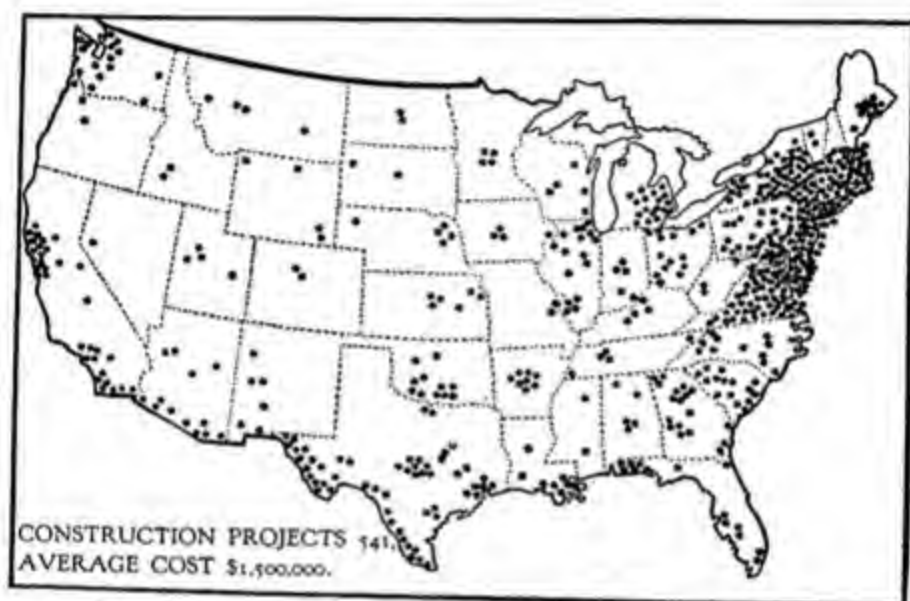 CONSTRUCTION PROJECTS 541,
AVERAGE COST $1,500,000.